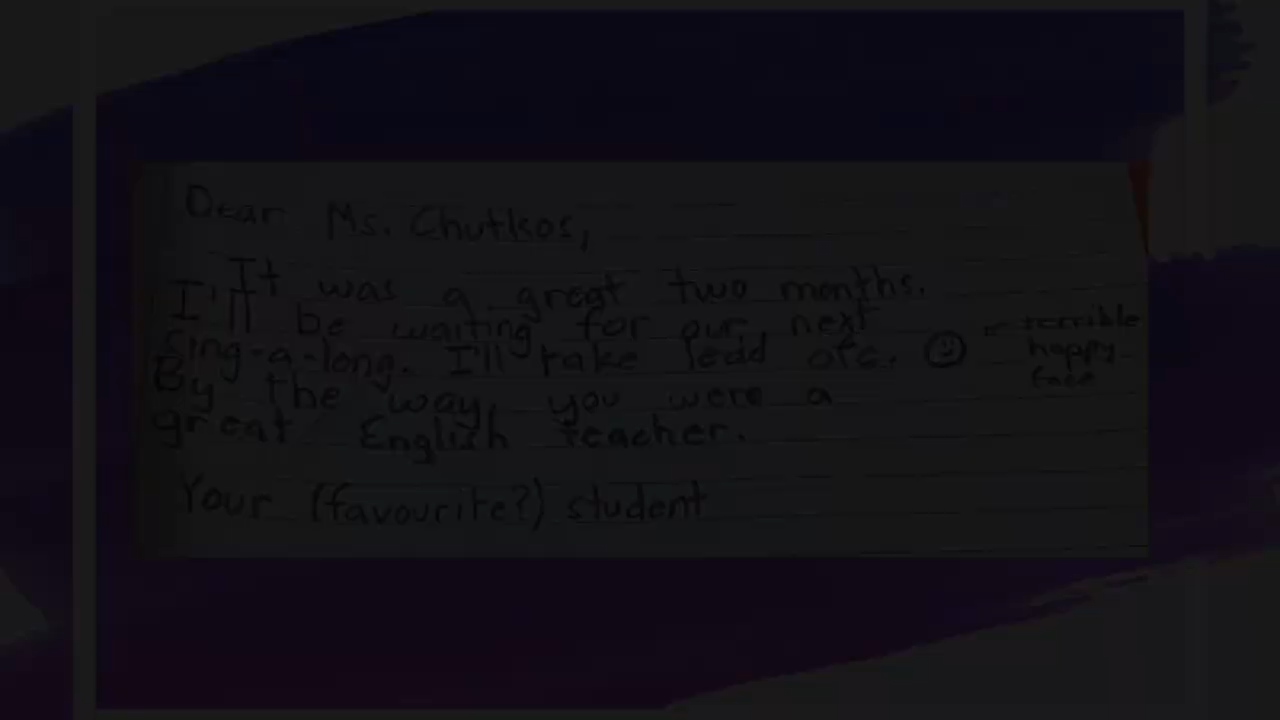 Dear Ms. Chutkos,
It was a great two months.
I'll be waiting for our next
sing-a-long. I'll take lead
terrible
happy
face
By the way, you were a
great English teacher.
Your (favourite?) student